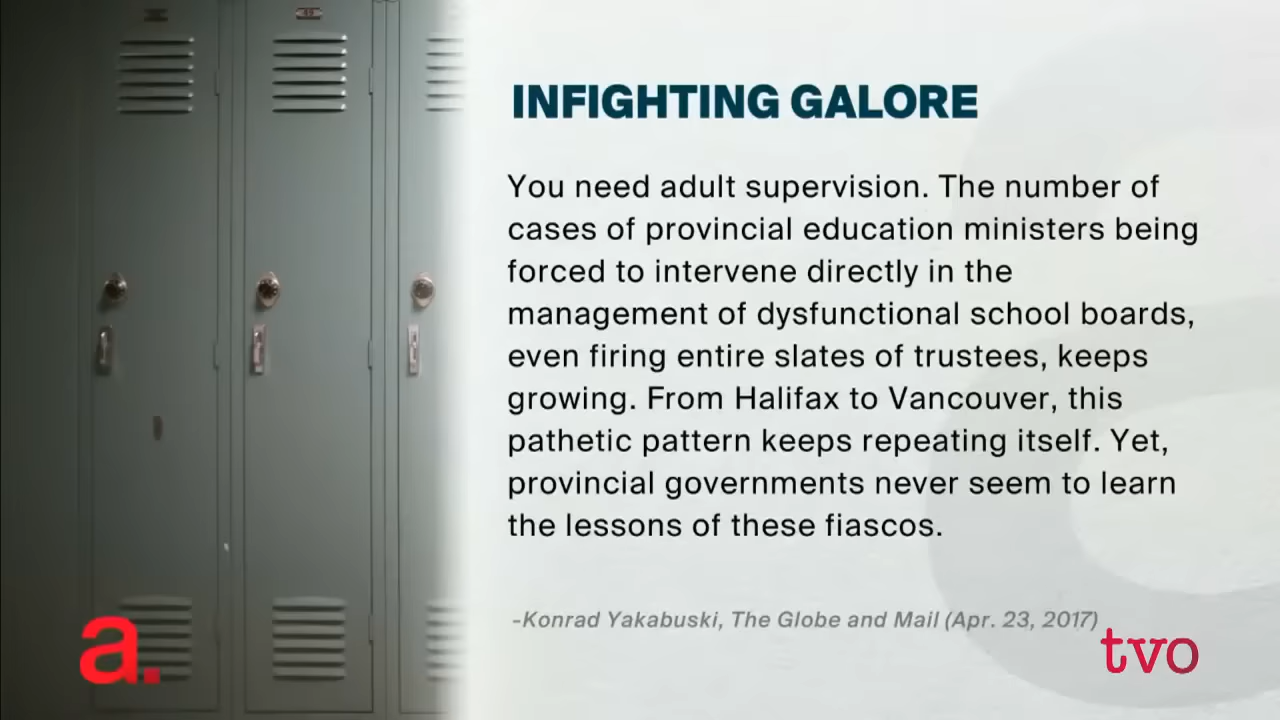 INFIGHTING GALORE
You need adult supervision. The number of
cases of provincial education ministers being
forced to intervene directly in the
management of dysfunctional school boards,
even firing entire slates of trustees, keeps
growing. From Halifax to Vancouver, this
pathetic pattern keeps repeating itself. Yet,
provincial governments never seem to learn
the lessons of these fiascos.
-Konrad Yakabuski, The Globe and Mail (Apr. 23, 2017)
a.
tvo